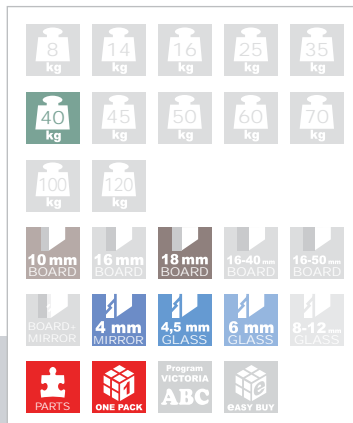 8 14 16 25 35
kg kg kg kg kg
40 45 50 60 70
kg kg kg kg kg
100 120
kg kg
10 mm 16 mm 18 mm 16-40 mm 16-50 mm
BOARD BOARD BOARD BOARD BOARD
BOARD+ 4 mm 4,5 mm 6 mm 8-12 mm
MIRROR MIRROR GLASS GLASS GLASS
PARTS
1
ONE PACK
Program
VICTORIA
ABC
e
eASY BUY